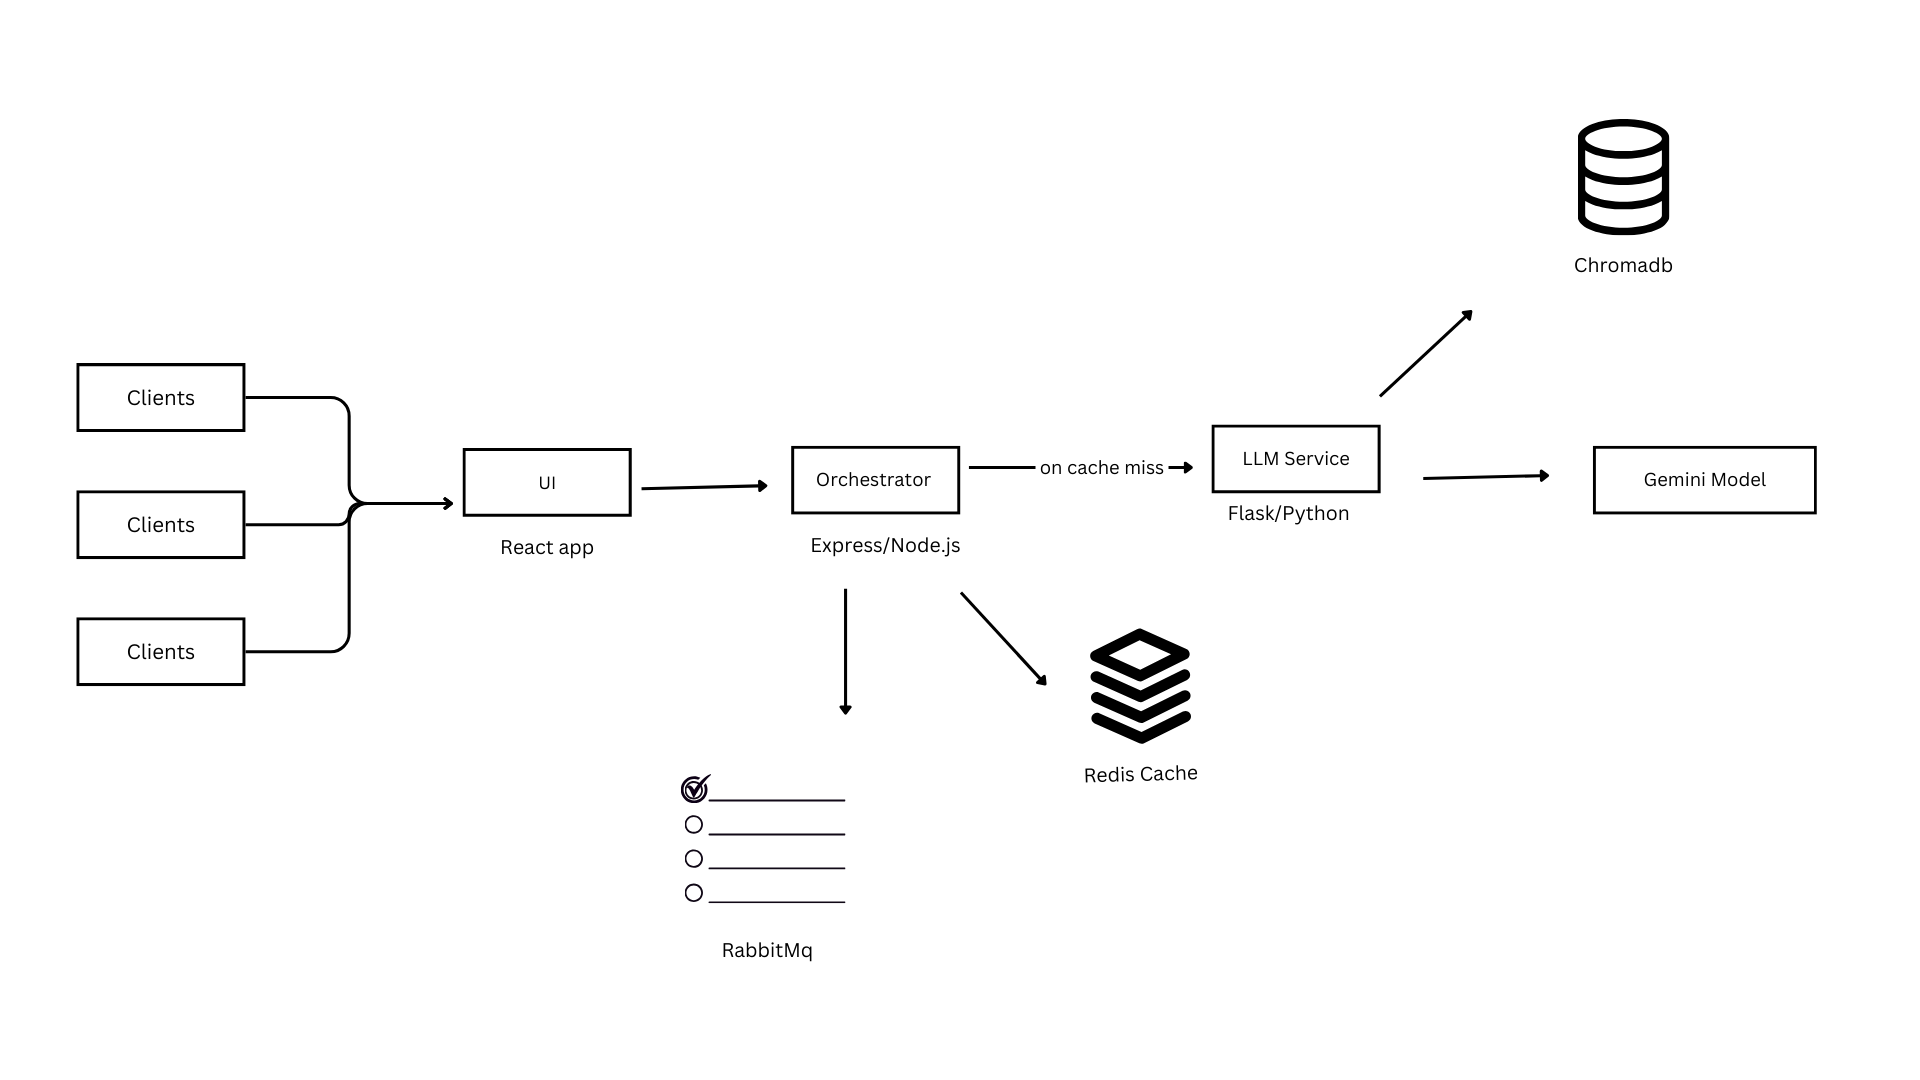 Chromadb
Clients
Clients
Clients
UI
React app
Orchestrator
Express/Node.js
on cache miss
LLM Service
Flask/Python
Gemini Model
Redis Cache
RabbitMq